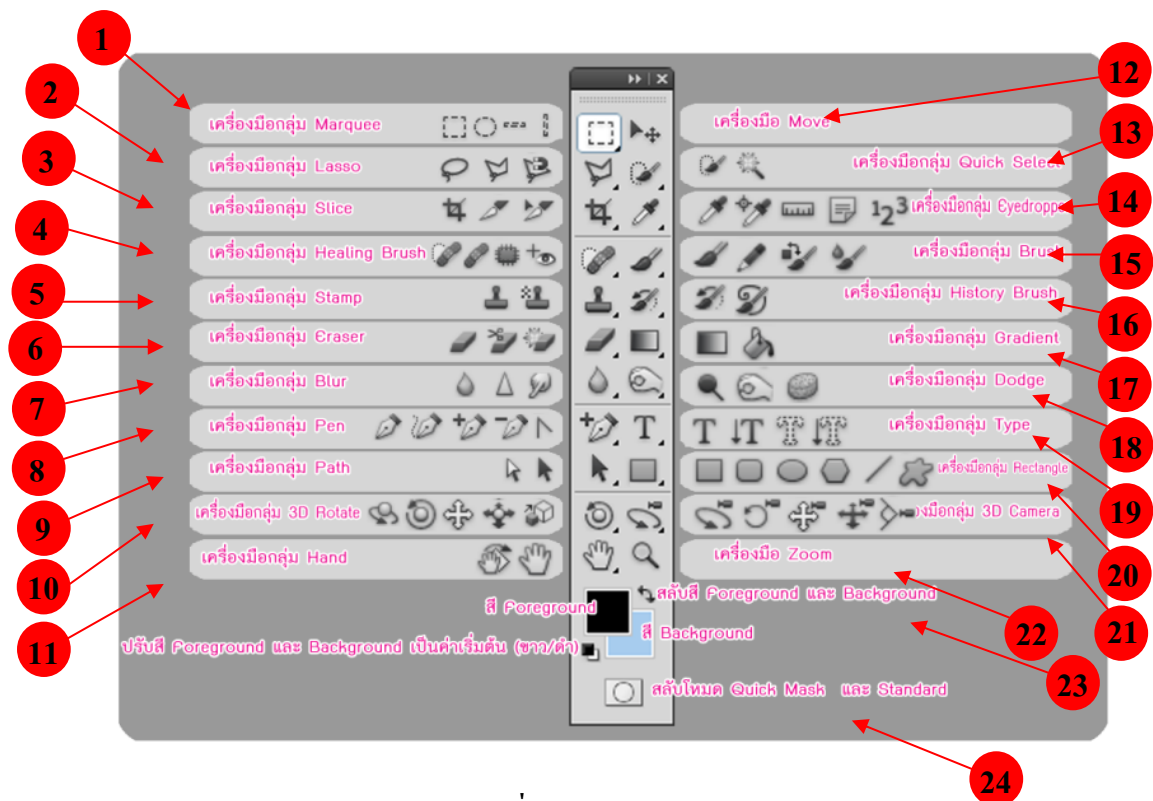 1
2
3
4
5
6
7
8
9
10
11
เครื่องมือกลุ่ม Marquee
เครื่องมือกลุ่ม Lasso
เครื่องมือกลุ่ม Slice
เครื่องมือกลุ่ม Healing Brush
เครื่องมือกลุ่ม Stamp
เครื่องมือกลุ่ม Eraser
เครื่องมือกลุ่ม Blur
เครื่องมือกลุ่ม Pen
เครื่องมือกลุ่ม Path
เครื่องมือกลุ่ม 3D Rotate
เครื่องมือกลุ่ม Hand
สี Foreground
ปรับสี Foreground และ Background เป็นค่าเริ่มต้น (ขาว/ดำ)
เครื่องมือ Move
เครื่องมือกลุ่ม Quick Select
เครื่องมือกลุ่ม Eyedroppe
เครื่องมือกลุ่ม Brush
เครื่องมือกลุ่ม History Brush
เครื่องมือกลุ่ม Gradient
เครื่องมือกลุ่ม Dodge
เครื่องมือกลุ่ม Type
เครื่องมือกลุ่ม Rectangle
องมือกลุ่ม 3D Camera
เครื่องมือ Zoom
สลับสี Foreground และ Background
สี Background
สลับโหมด Quick Mask และ Standard
12
13
14
15
16
17
18
19
20
21
22
23
24